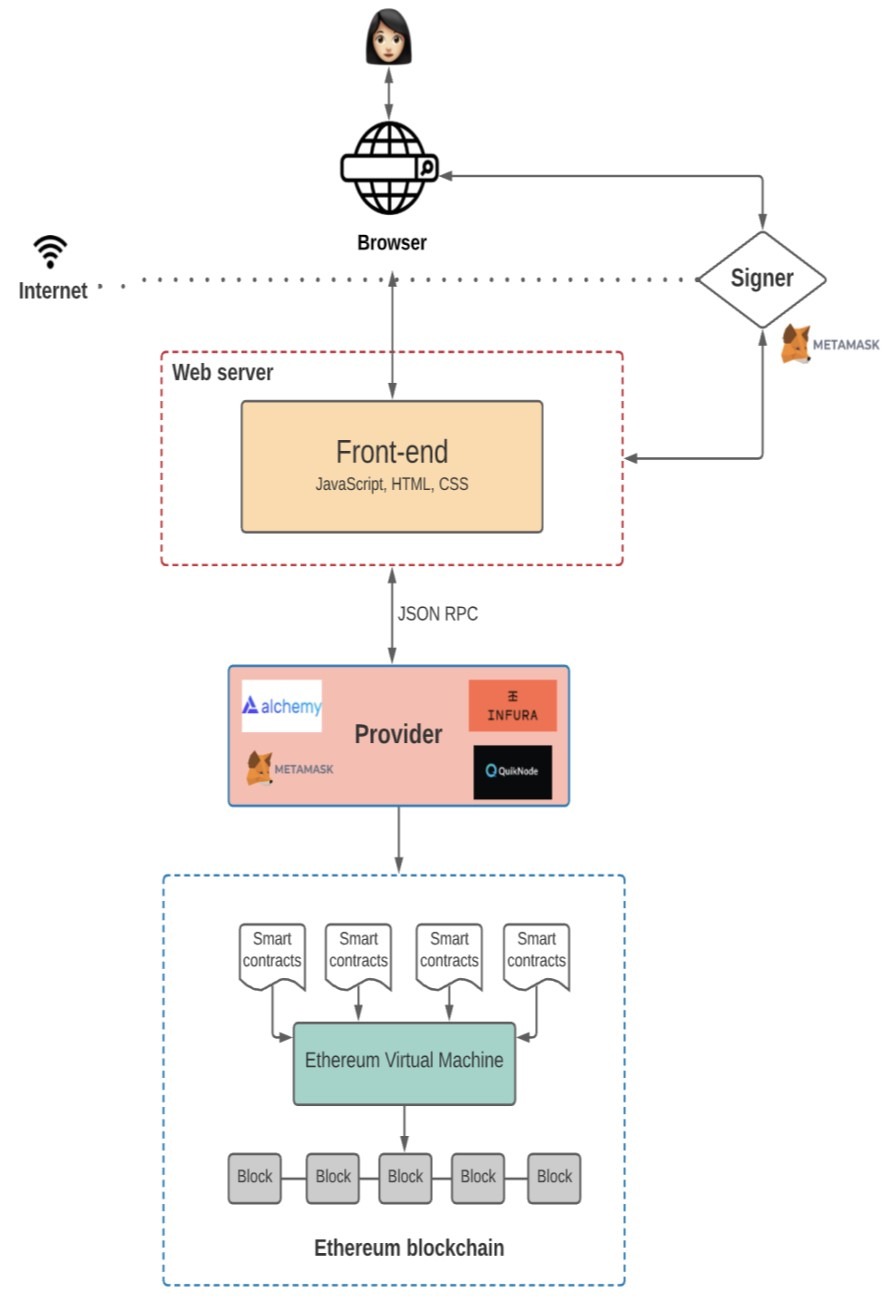 Browser
Internet
Signer
METAMASK
Web server
Front-end
JavaScript, HTML, CSS
JSON RPC
alchemy
INFURA
Provider
METAMASK
QuikNode
Smart
contracts
Smart
contracts
Smart
contracts
Smart
contracts
Ethereum Virtual Machine
Block
Block
Block
Block
Block
Ethereum blockchain